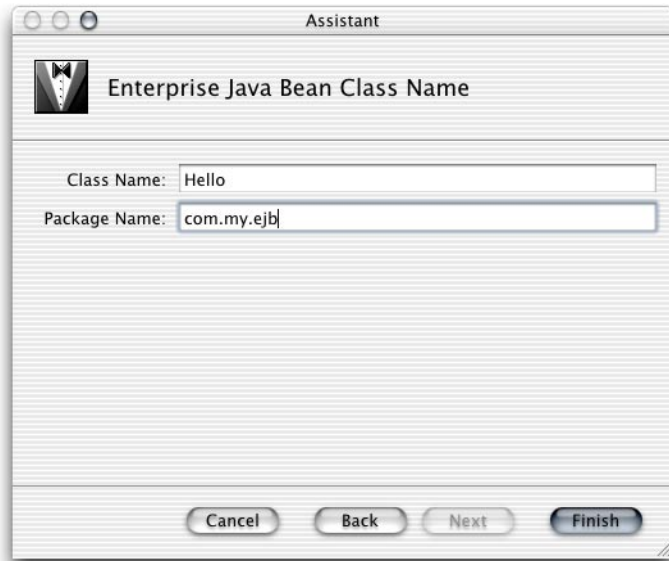 Assistant
Enterprise Java Bean Class Name
Class Name: Hello
Package Name: com.my.ejb
Cancel Back Next Finish